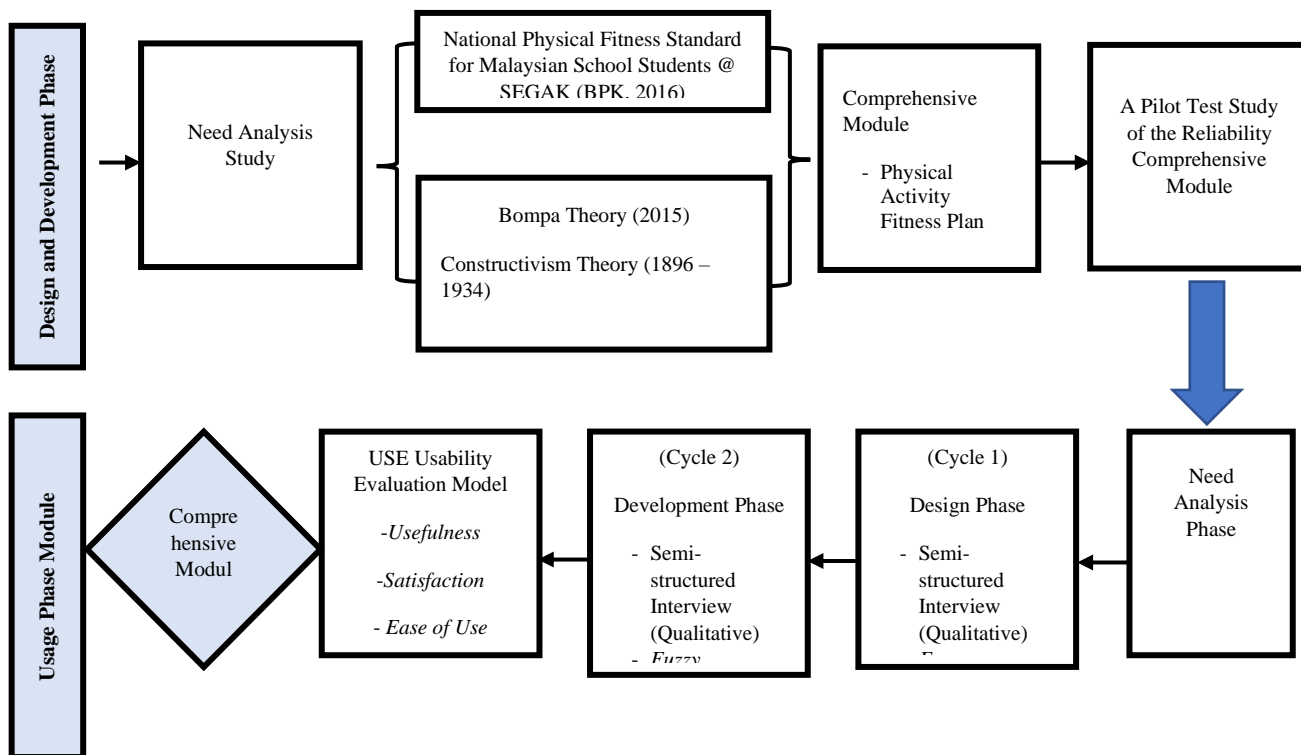 Design and Development Phase
Need Analysis
Study
National Physical Fitness Standard
for Malaysian School Students @
SEGAK (BPK, 2016)
Bompa Theory (2015)
Constructivism Theory (1896 –
1934)
Comprehensive
Module
- Physical
Activity
Fitness Plan
A Pilot Test Study
of the Reliability
Comprehensive
Module
Usage Phase Module
Compre
hensive
Modul
USE Usability
Evaluation Model
-Usefulness
-Satisfaction
- Ease of Use
(Cycle 2)
Development Phase
- Semi-
structured
Interview
(Qualitative)
- Fuzzy
(Cycle 1)
Design Phase
- Semi-
structured
Interview
(Qualitative)
Need
Analysis
Phase